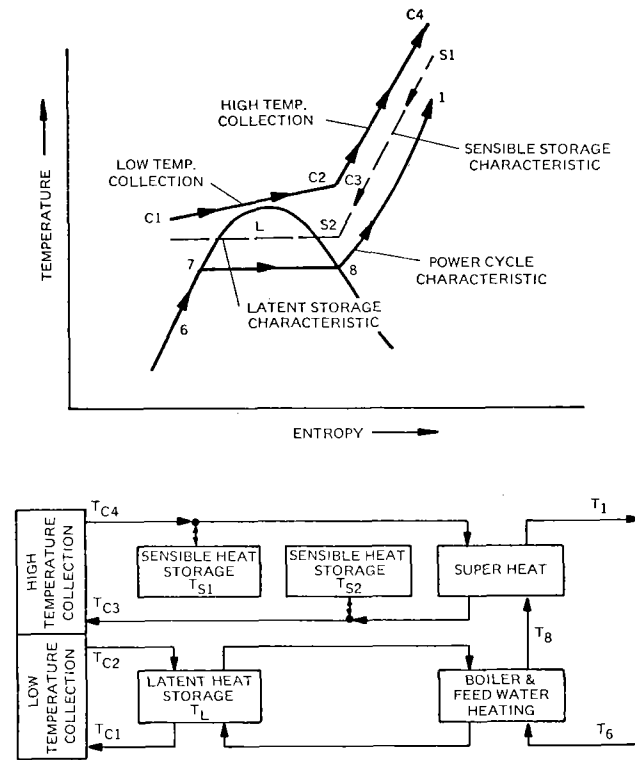 C4
S1
1
HIGH TEMP.
COLLECTION
SENSIBLE STORAGE
CHARACTERISTIC
LOW TEMP.
COLLECTION
C2
C3
C1
L
S2
7
8
POWER CYCLE
CHARACTERISTIC
LATENT STORAGE
CHARACTERISTIC
6
TEMPERATURE
ENTROPY
HIGH
TEMPERATURE
COLLECTION
TC4
T1
SENSIBLE HEAT
STORAGE
TS1
SENSIBLE HEAT
STORAGE
TS2
SUPER HEAT
TC3
LOW
TEMPERATURE
COLLECTION
TC2
T8
LATENT HEAT
STORAGE
TL
BOILER &
FEED WATER
HEATING
TC1
T6